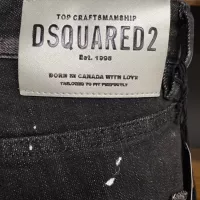 TOP CRAFTSMANSHIP
DSQUARED2
Est. 1995
BORN IN CANADA WITH LOVE
TAILORED TO FIT PERFECTLY